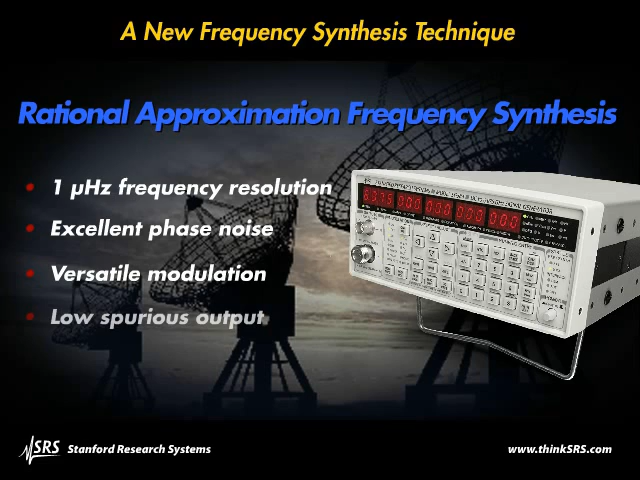 A New Frequency Synthesis Technique
Rational Approximation Frequency Synthesis
• 1 µHz frequency resolution
• Excellent phase noise
• Versatile modulation
• Low spurious output
SRS Stanford Research Systems
www.thinkSRS.com